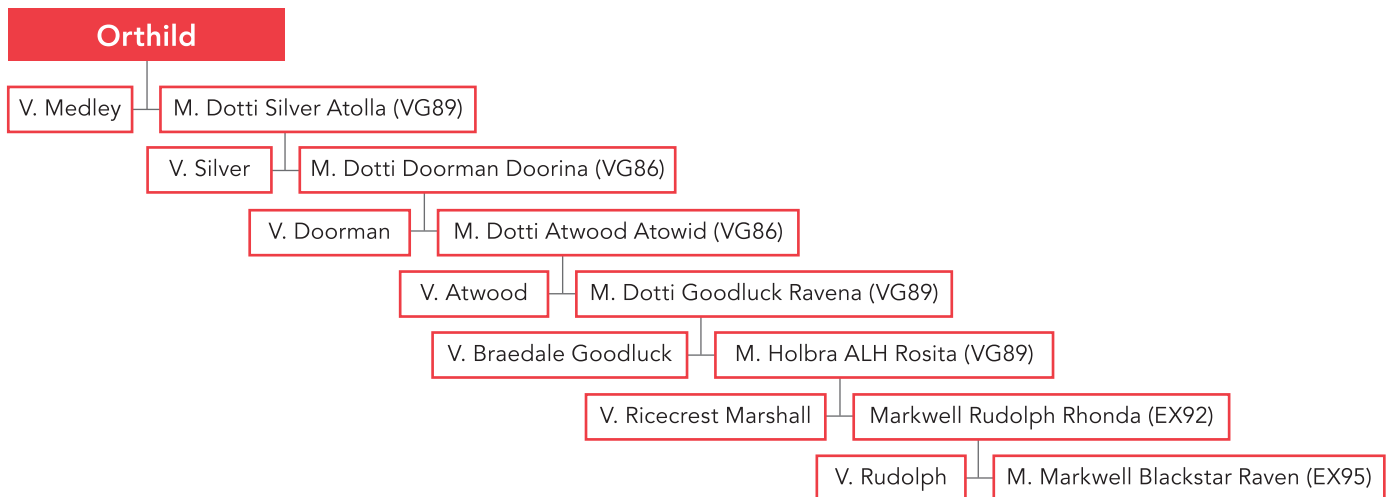 Orthild
V. Medley
M. Dotti Silver Atolla (VG89)
V. Silver
M. Dotti Doorman Doorina (VG86)
V. Doorman
M. Dotti Atwood Atowid (VG86)
V. Atwood
M. Dotti Goodluck Ravena (VG89)
V. Braedale Goodluck
M. Holbra ALH Rosita (VG89)
V. Ricecrest Marshall
Markwell Rudolph Rhonda (EX92)
V. Rudolph
M. Markwell Blackstar Raven (EX95)